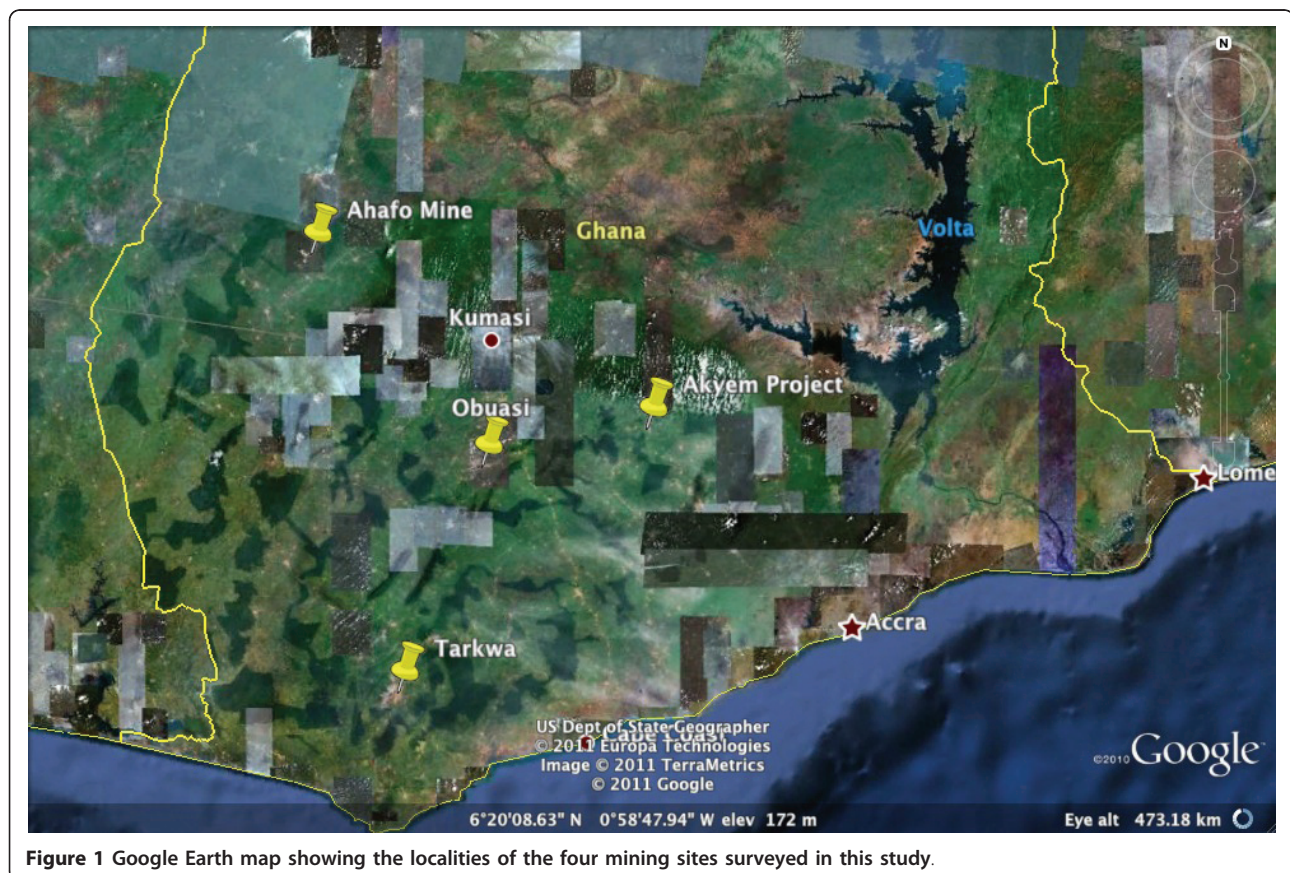 N
Ahafo Mine
Ghana
Volta
Kumasi
Akyem Project
Obuasi
Lome
Accra
Tarkwa
Cape Coast
US Dept of State Geographer
© 2011 Europa Technologies
Image © 2011 TerraMetrics
© 2011 Google
©2010 Google
6°20'08.63" N 0°58'47.94" W elev 172 m
Eye alt 473.18 km
Figure 1 Google Earth map showing the localities of the four mining sites surveyed in this study.